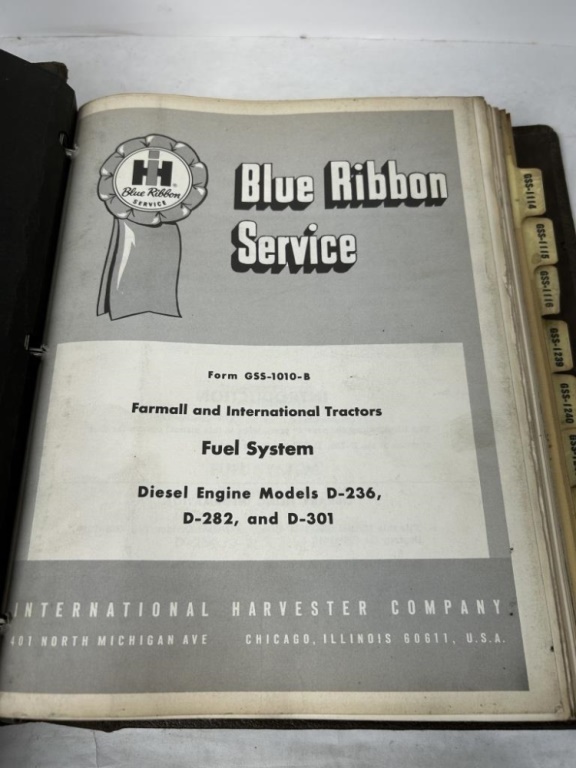 IH
®
Blue Ribbon
SERVICE
Blue Ribbon
Service
Form GSS-1010-B
Farmall and International Tractors
Fuel System
Diesel Engine Models D-236,
D-282, and D-301
INTERNATIONAL HARVESTER COMPANY
401 NORTH MICHIGAN AVE CHICAGO, ILLINOIS 60611, U.S.A.
GSS-1114
GSS-1115
GSS-1116
GSS-1239
GSS-1240